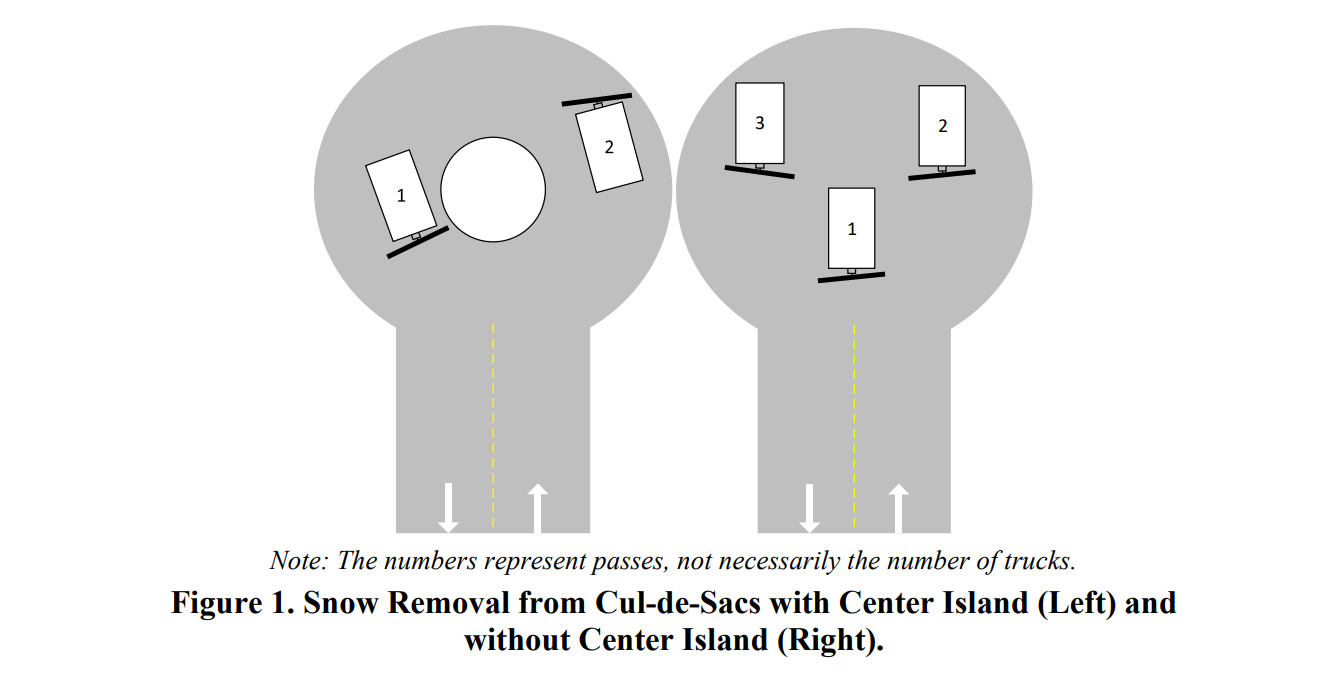 1
2
3
2
1
Note: The numbers represent passes, not necessarily the number of trucks.
Figure 1. Snow Removal from Cul-de-Sacs with Center Island (Left) and
without Center Island (Right).